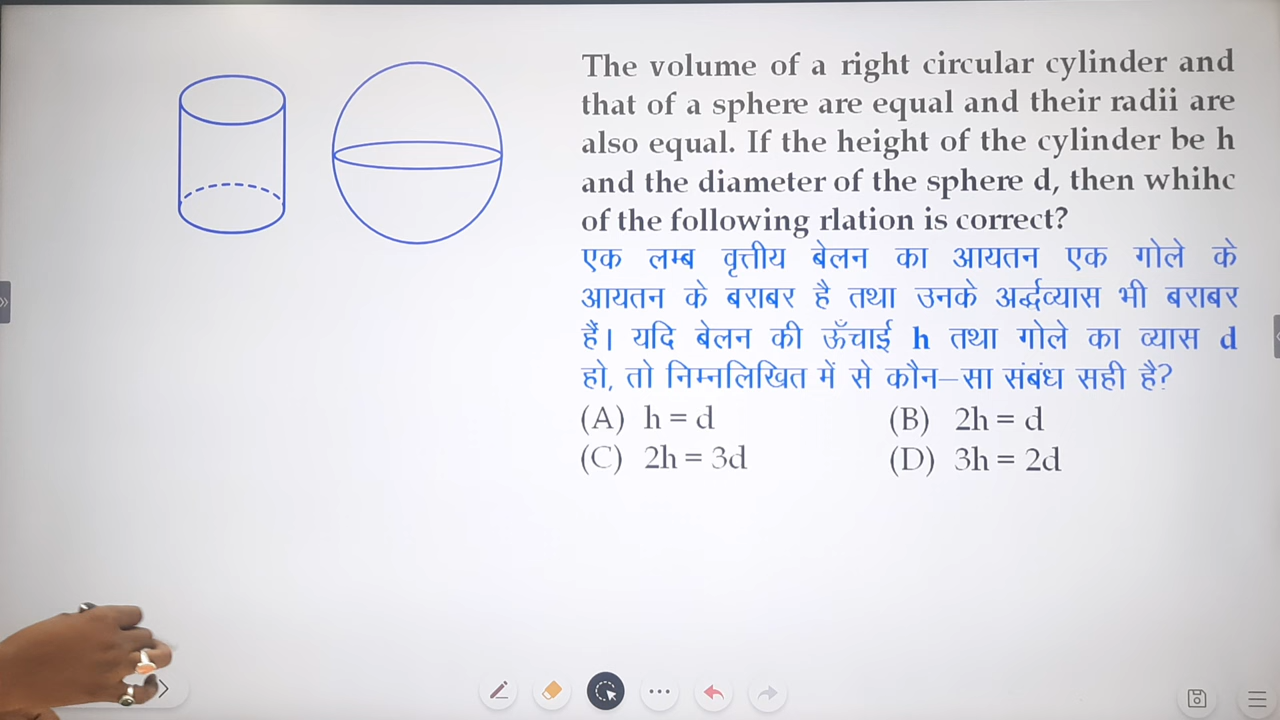 The volume of a right circular cylinder and
that of a sphere are equal and their radii are
also equal. If the height of the cylinder be h
and the diameter of the sphere d, then whihc
of the following rlation is correct?
एक लम्ब वृत्तीय बेलन का आयतन एक गोले के
आयतन के बराबर है तथा उनके अर्द्धव्यास भी बराबर
हैं। यदि बेलन की ऊँचाई h तथा गोले का व्यास d
हो, तो निम्नलिखित में से कौन–सा संबंध सही है?
(A) h = d (B) 2h = d
(C) 2h = 3d (D) 3h = 2d